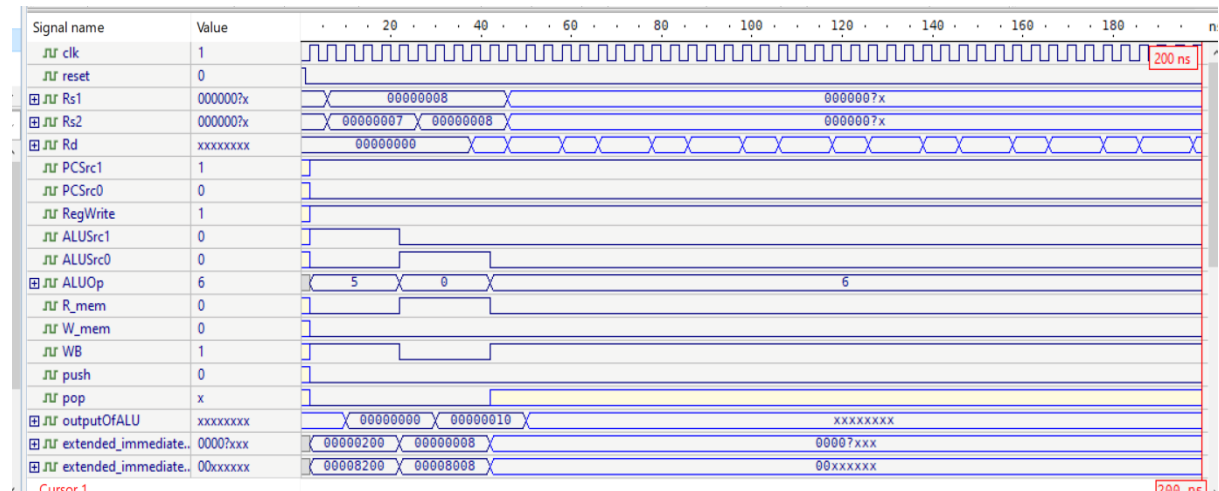 Signal name Value 20 40 60 80 100 120 140 160 180 ns
clk 1 200 ns
reset 0
Rs1 000000?x 00000008 000000?x
Rs2 000000?x 00000007 00000008 000000?x
Rd xxxxxxxx 00000000
PCSrc1 1
PCSrc0 0
RegWrite 1
ALUSrc1 0
ALUSrc0 0
ALUOp 6 5 0 6
R_mem 0
W_mem 0
WB 1
push 0
pop x
outputOfALU xxxxxxxx 00000000 00000010 xxxxxxxx
extended_immediate.. 0000?xxx 00000200 00000008 0000?xxx
extended_immediate.. 00xxxxxx 00008200 00008008 00xxxxxx
Cursor 1 200 ns